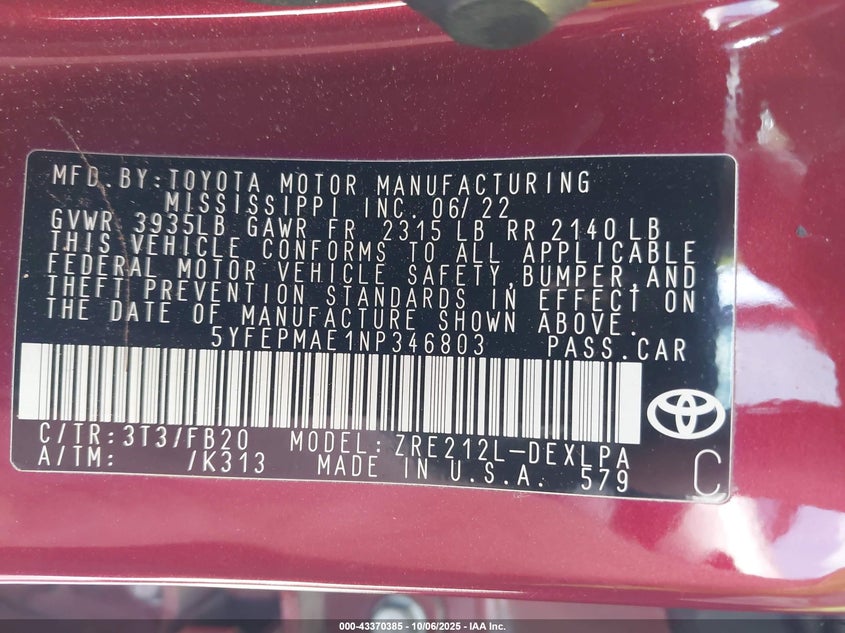 MFD BY:TOYOTA MOTOR MANUFACTURING
MISSISSIPPI INC. 06/22
GVWR 3935LB GAWR FR 2315 LB RR 2140 LB
THIS VEHICLE CONFORMS TO ALL APPLICABLE
FEDERAL MOTOR VEHICLE SAFETY,BUMPER,AND
THEFT PREVENTION STANDARDS IN EFFECT ON
THE DATE OF MANUFACTURE SHOWN ABOVE.
5YFEPMAE1NP346803 PASS.CAR
C/TR:3T3/FB20 MODEL:ZRE212L-DEXLPA
A/TM: /K313 MADE IN U.S.A. 579 C
000-43370385 - 10/06/2025 - IAA Inc.